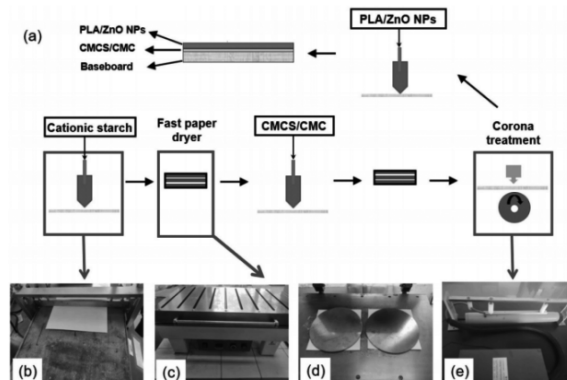 (a)
PLA/ZnO NPs
CMCS/CMC
Baseboard
PLA/ZnO NPs
Cationic starch
Fast paper
dryer
CMCS/CMC
Corona
treatment
(b)
(c)
(d)
(e)